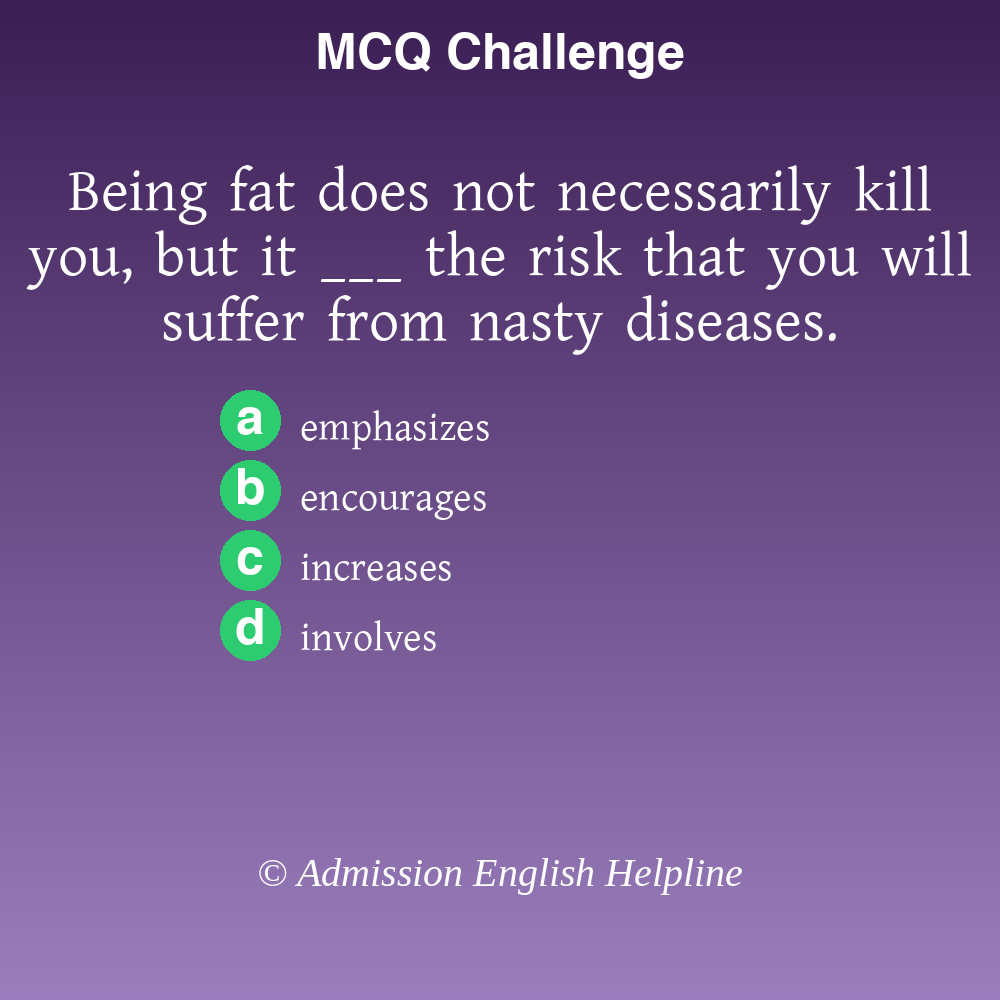 MCQ Challenge
Being fat does not necessarily kill
you, but it ___ the risk that you will
suffer from nasty diseases.
a emphasizes
b encourages
c increases
d involves
© Admission English Helpline